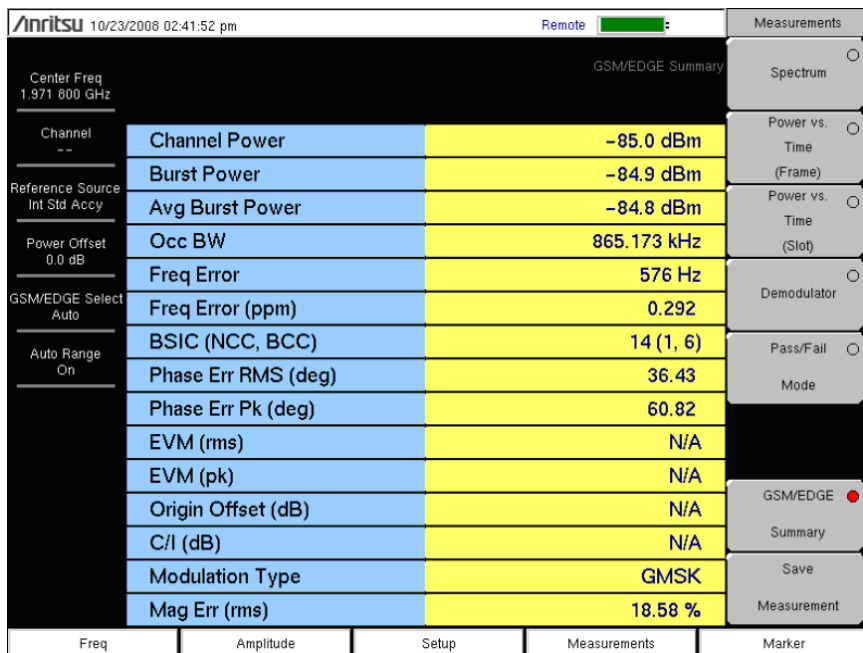 Anritsu 10/23/2008 02:41:52 pm
Remote
Measurements
GSM/EDGE Summary
Center Freq
1.971 800 GHz
Channel
--
Reference Source
Int Std Accy
Power Offset
0.0 dB
GSM/EDGE Select
Auto
Auto Range
On
Channel Power -85.0 dBm
Burst Power -84.9 dBm
Avg Burst Power -84.8 dBm
Occ BW 865.173 kHz
Freq Error 576 Hz
Freq Error (ppm) 0.292
BSIC (NCC, BCC) 14 (1, 6)
Phase Err RMS (deg) 36.43
Phase Err Pk (deg) 60.82
EVM (rms) N/A
EVM (pk) N/A
Origin Offset (dB) N/A
C/I (dB) N/A
Modulation Type GMSK
Mag Err (rms) 18.58 %
Spectrum
Power vs.
Time
(Frame)
Power vs.
Time
(Slot)
Demodulator
Pass/Fail
Mode
GSM/EDGE
Summary
Save
Measurement
Freq Amplitude Setup Measurements Marker